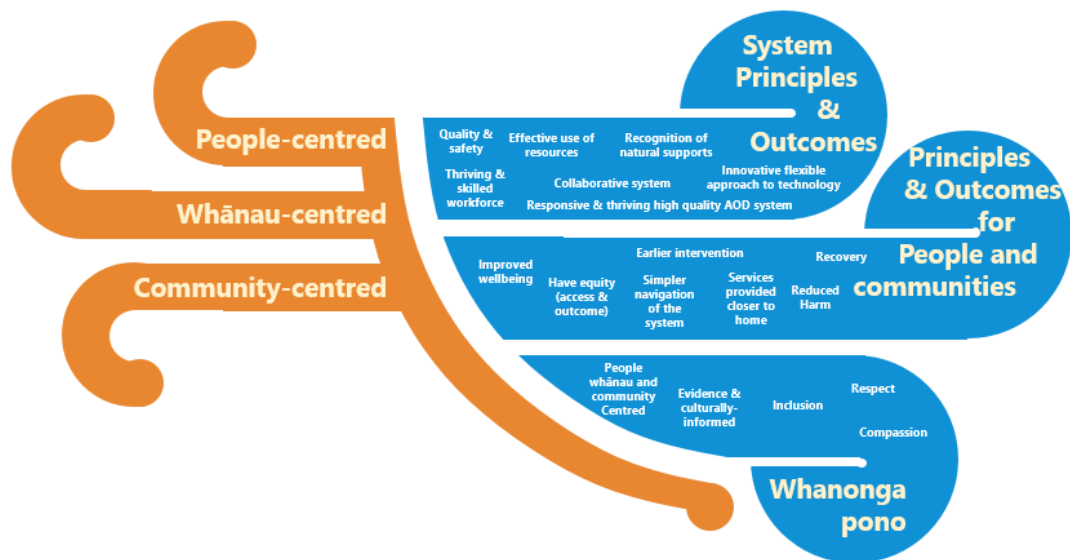 People-centred
Whānau-centred
Community-centred
System
Principles
&
Outcomes
Quality &
safety
Effective use of
resources
Recognition of
natural supports
Thriving &
skilled
workforce
Collaborative system
Innovative flexible
approach to technology
Responsive & thriving high quality AOD system
Principles
& Outcomes
for
People and
communities
Improved
wellbeing
Earlier intervention
Recovery
Have equity
(access &
outcome)
Simpler
navigation
of the
system
Services
provided
closer to
home
Reduced
Harm
People
whānau and
community
Centred
Evidence &
culturally-
informed
Inclusion
Respect
Compassion
Whanonga
pono